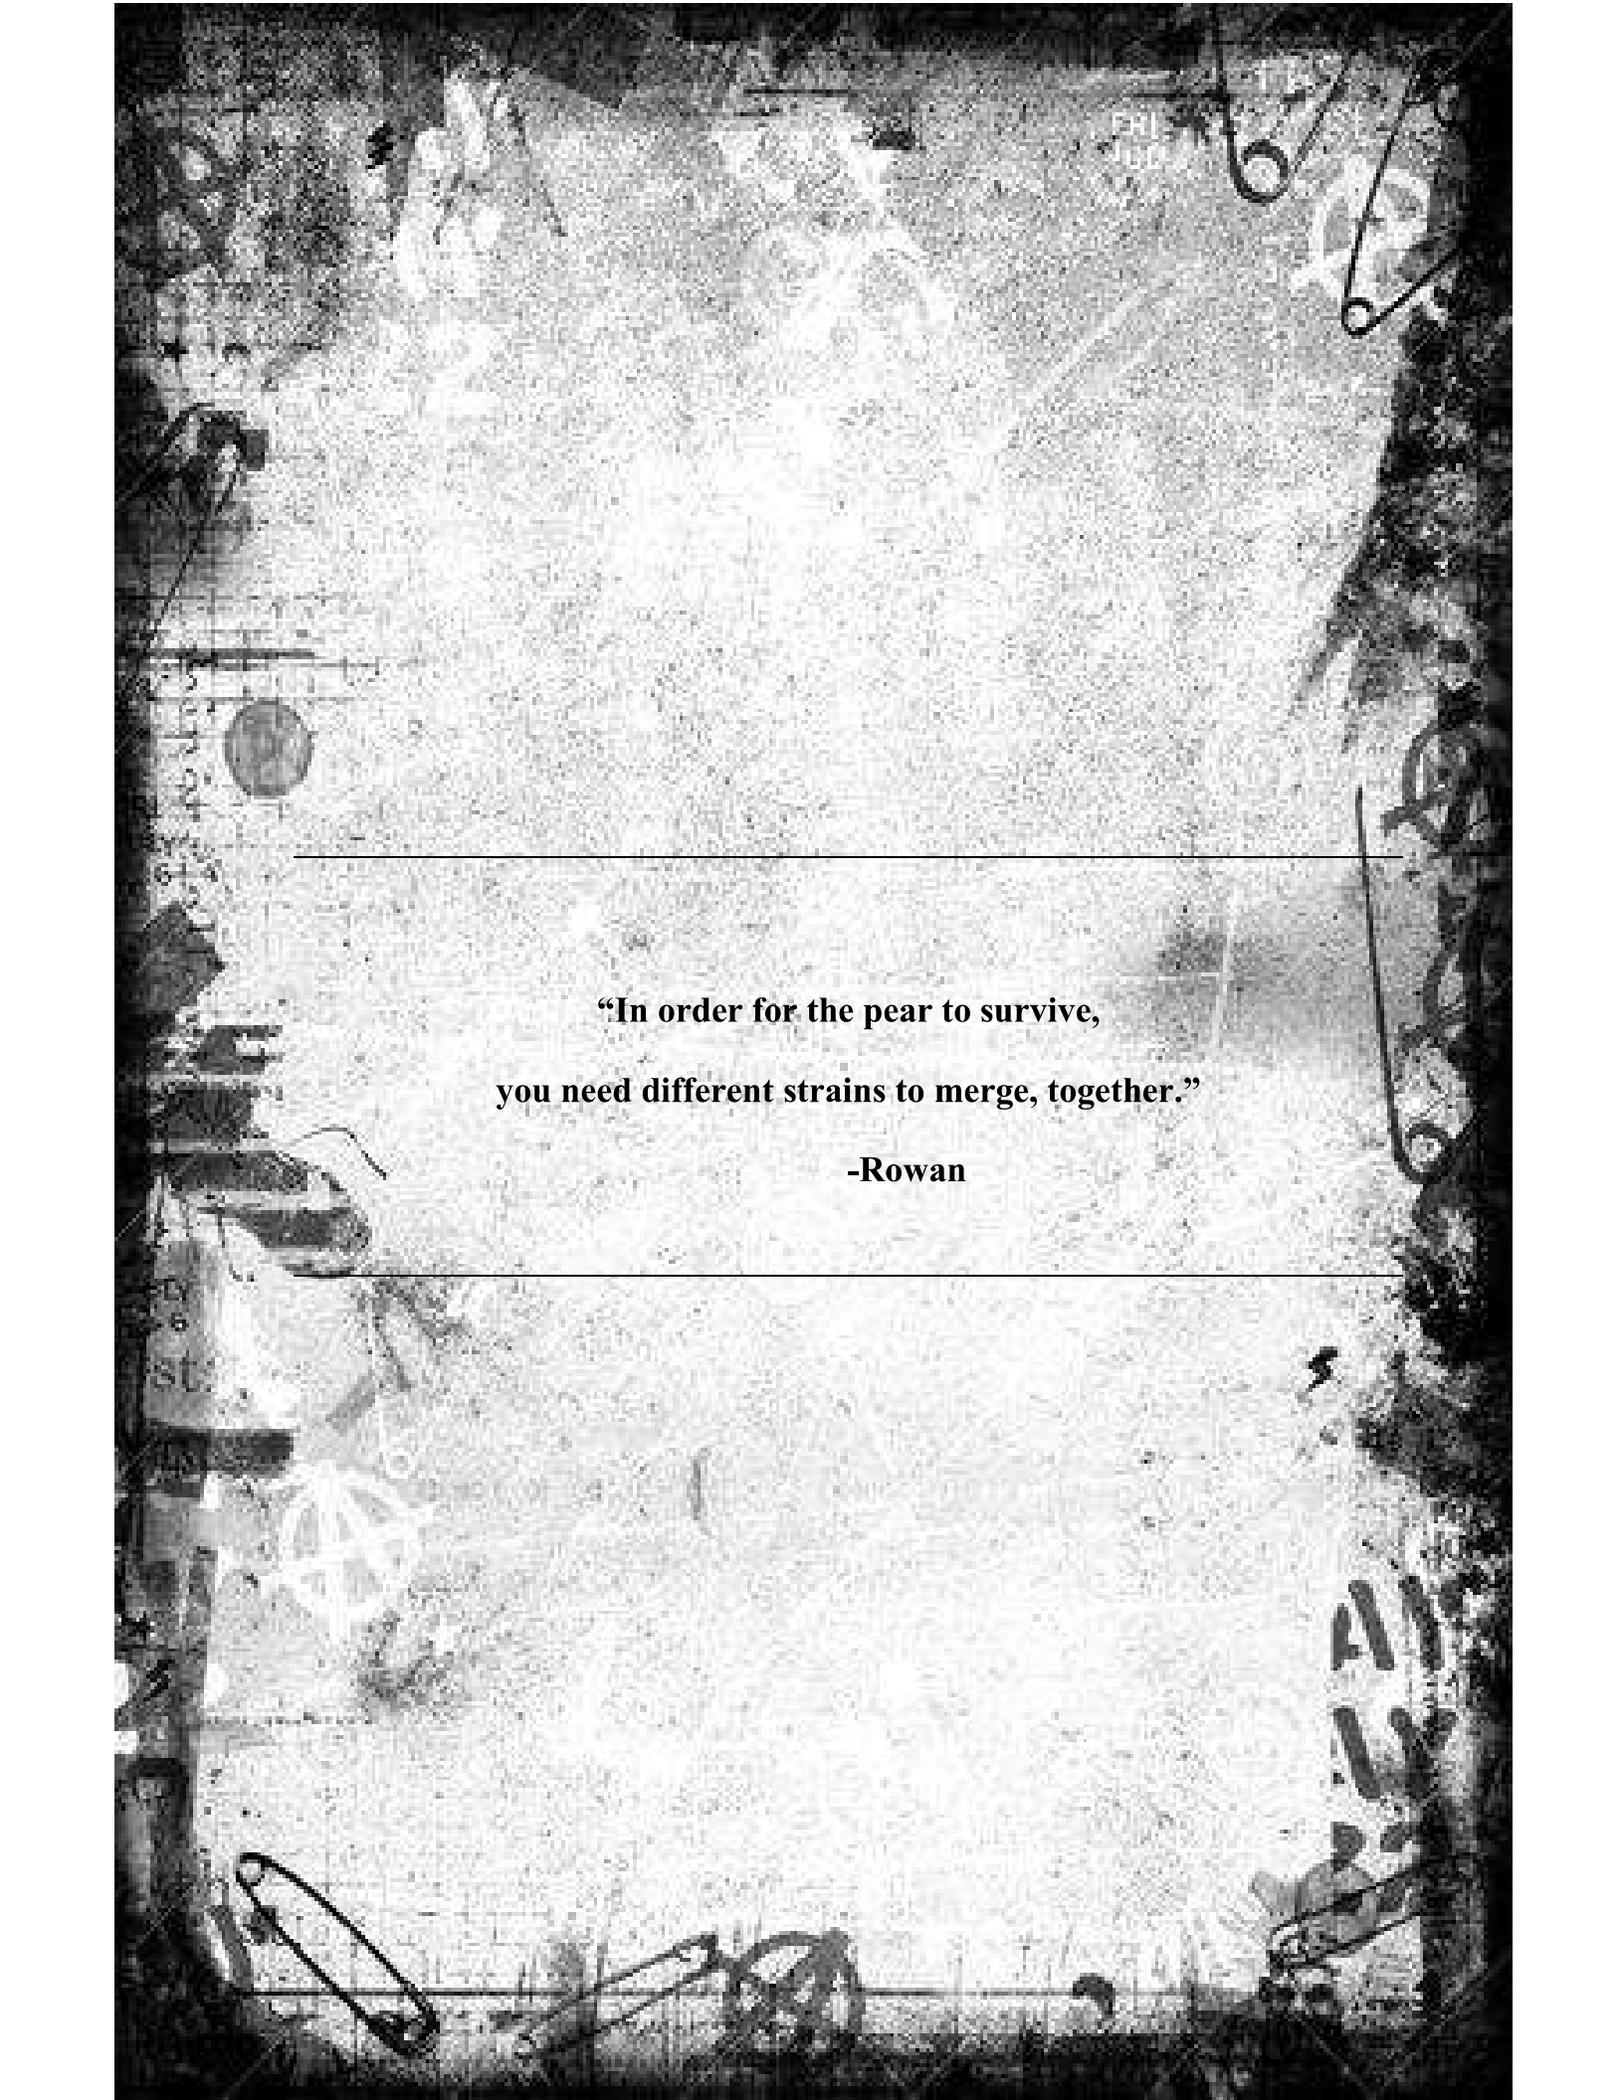 “In order for the pear to survive,
you need different strains to merge, together.”
-Rowan